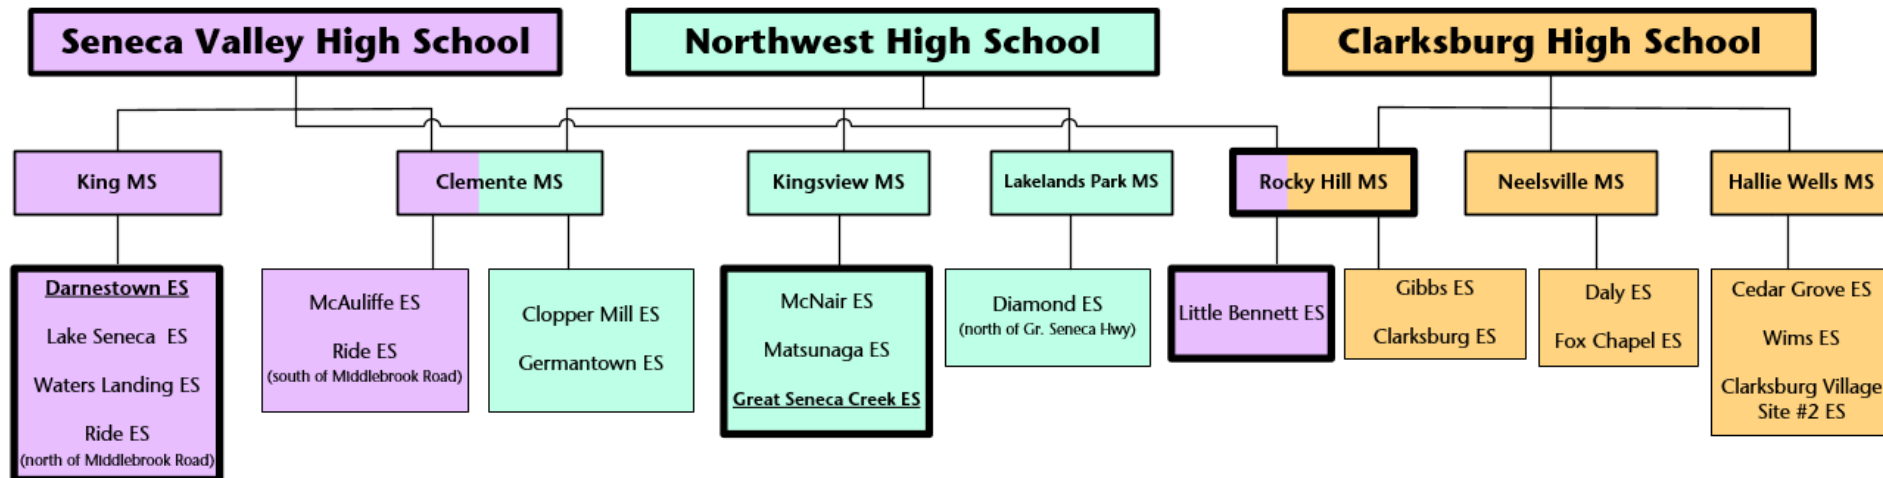 Seneca Valley High School
Northwest High School
Clarksburg High School
King MS
Clemente MS
Kingsview MS
Lakelands Park MS
Rocky Hill MS
Neelsville MS
Hallie Wells MS
Darnestown ES
Lake Seneca ES
Waters Landing ES
Ride ES
(north of Middlebrook Road)
McAuliffe ES
Ride ES
(south of Middlebrook Road)
Clopper Mill ES
Germantown ES
McNair ES
Matsunaga ES
Great Seneca Creek ES
Diamond ES
(north of Gr. Seneca Hwy)
Little Bennett ES
Gibbs ES
Clarksburg ES
Daly ES
Fox Chapel ES
Cedar Grove ES
Wims ES
Clarksburg Village
Site #2 ES